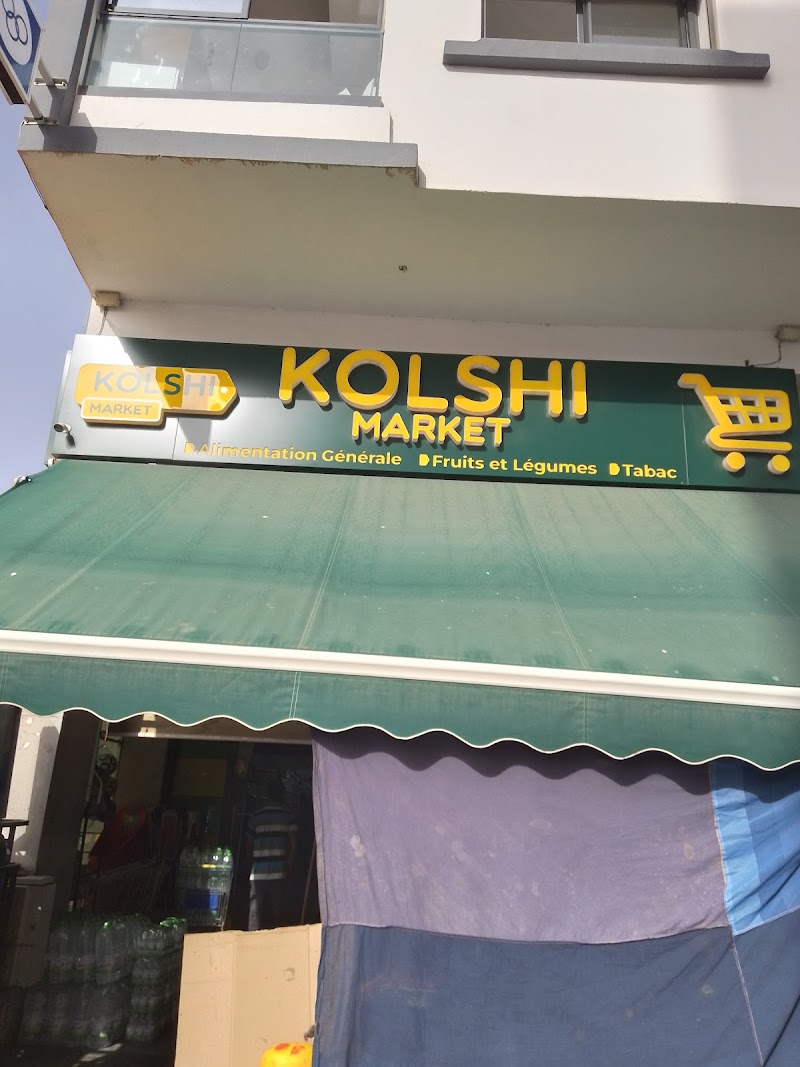 KOLSHI
MARKET
KOLSHI
MARKET
Alimentation Générale Fruits et Légumes Tabac